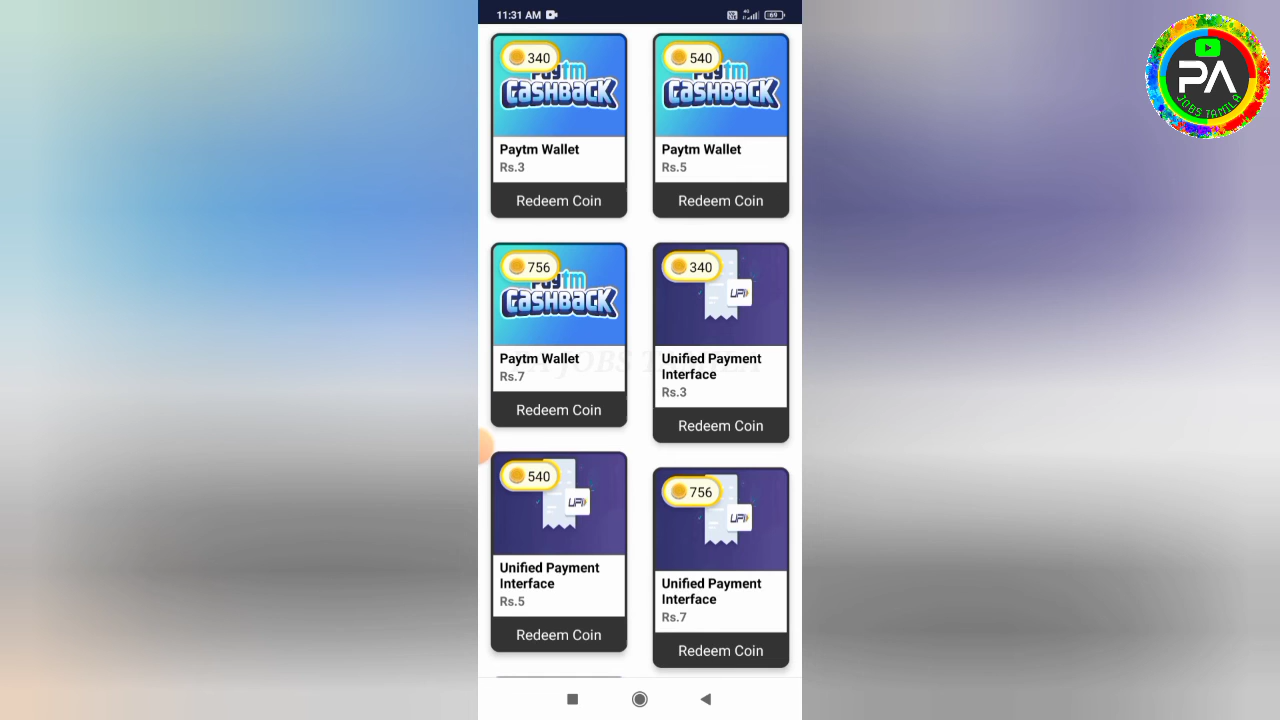 11:31 AM
4G
69
340
Paytm
CASHBACK
Paytm Wallet
Rs.3
Redeem Coin
540
Paytm
CASHBACK
Paytm Wallet
Rs.5
Redeem Coin
756
Paytm
CASHBACK
Paytm Wallet
Rs.7
Redeem Coin
340
UPI
Unified Payment
Interface
Rs.3
Redeem Coin
540
UPI
Unified Payment
Interface
Rs.5
Redeem Coin
756
UPI
Unified Payment
Interface
Rs.7
Redeem Coin
PA
JOBS TAMILA